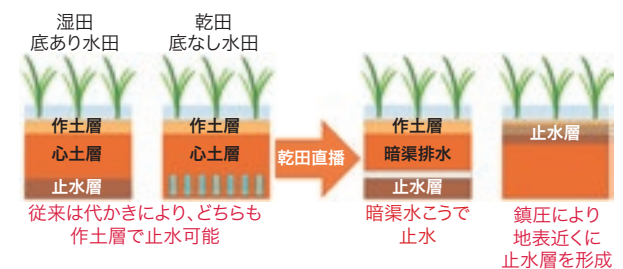 湿田
底あり水田
乾田
底なし水田
作土層
心土層
止水層
作土層
心土層
従来は代かきにより、どちらも
作土層で止水可能
乾田直播
作土層
暗渠排水
止水層
暗渠水こうで
止水
止水層
鎮圧により
地表近くに
止水層を形成